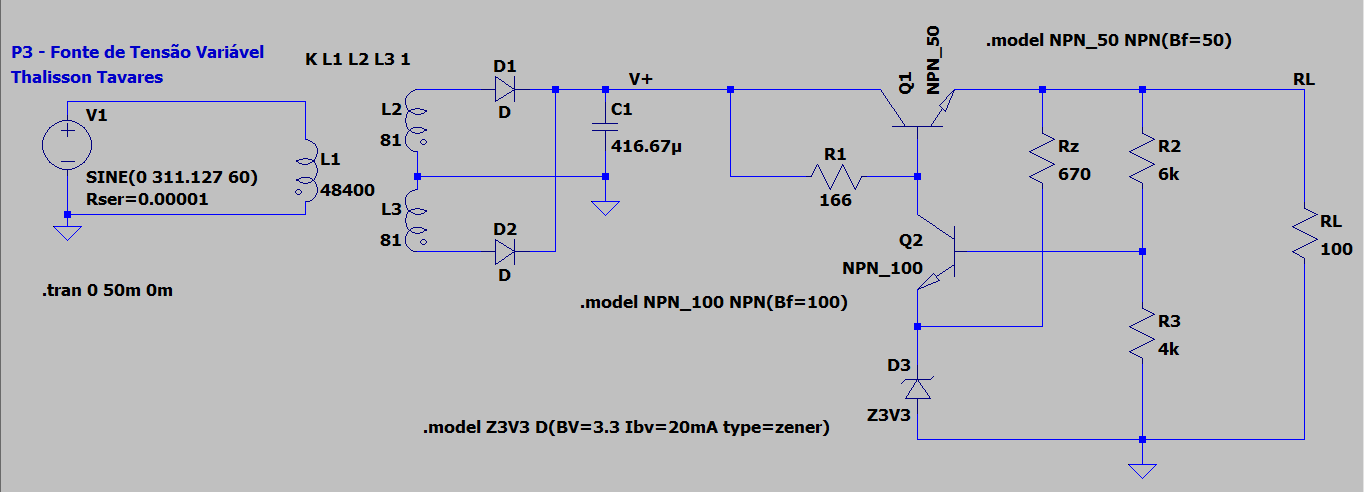 P3 - Fonte de Tensão Variável
Thalisson Tavares
K L1 L2 L3 1
V1
SINE(0 311.127 60)
Rser=0.00001
L1
48400
L2
81
L3
81
D1
D
D2
D
C1
416.67µ
V+
R1
166
Q1
NPN_50
.model NPN_50 NPN(Bf=50)
Q2
NPN_100
Rz
670
R2
6k
R3
4k
RL
RL
100
D3
Z3V3
.tran 0 50m 0m
.model NPN_100 NPN(Bf=100)
.model Z3V3 D(BV=3.3 Ibv=20mA type=zener)